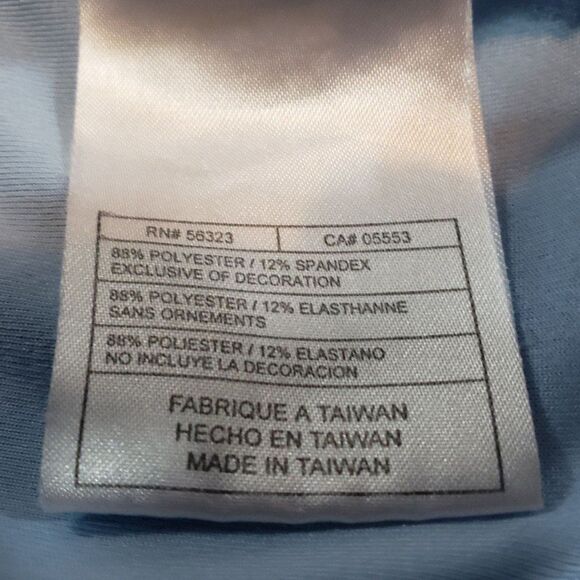 RN# 56323 CA# 05553
88% POLYESTER / 12% SPANDEX
EXCLUSIVE OF DECORATION
88% POLYESTER / 12% ELASTHANNE
SANS ORNEMENTS
88% POLIESTER / 12% ELASTANO
NO INCLUYE LA DECORACION
FABRIQUE A TAIWAN
HECHO EN TAIWAN
MADE IN TAIWAN